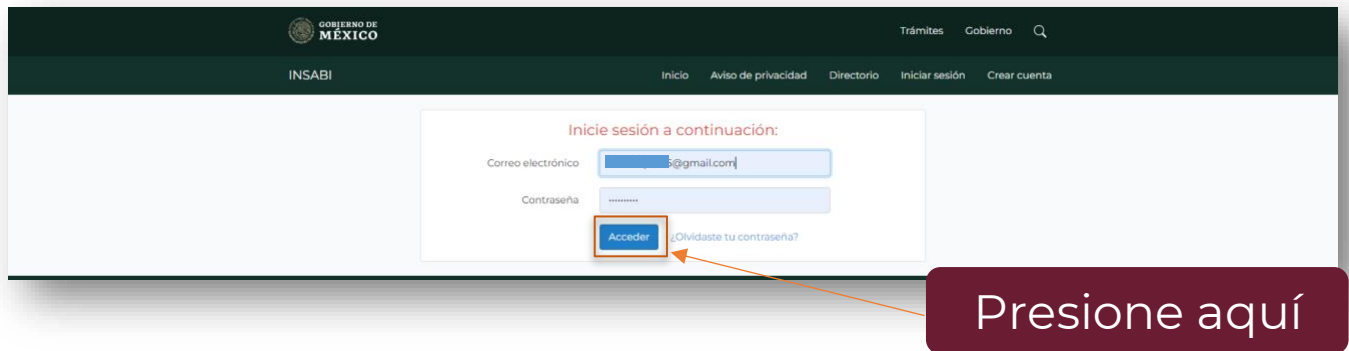 GOBIERNO DE
MÉXICO
Trámites Gobierno
INSABI
Inicio Aviso de privacidad Directorio Iniciar sesión Crear cuenta
Inicie sesión a continuación:
Correo electrónico
@gmail.com
Contraseña ••••••••••
Acceder ¿Olvidaste tu contraseña?
Presione aquí